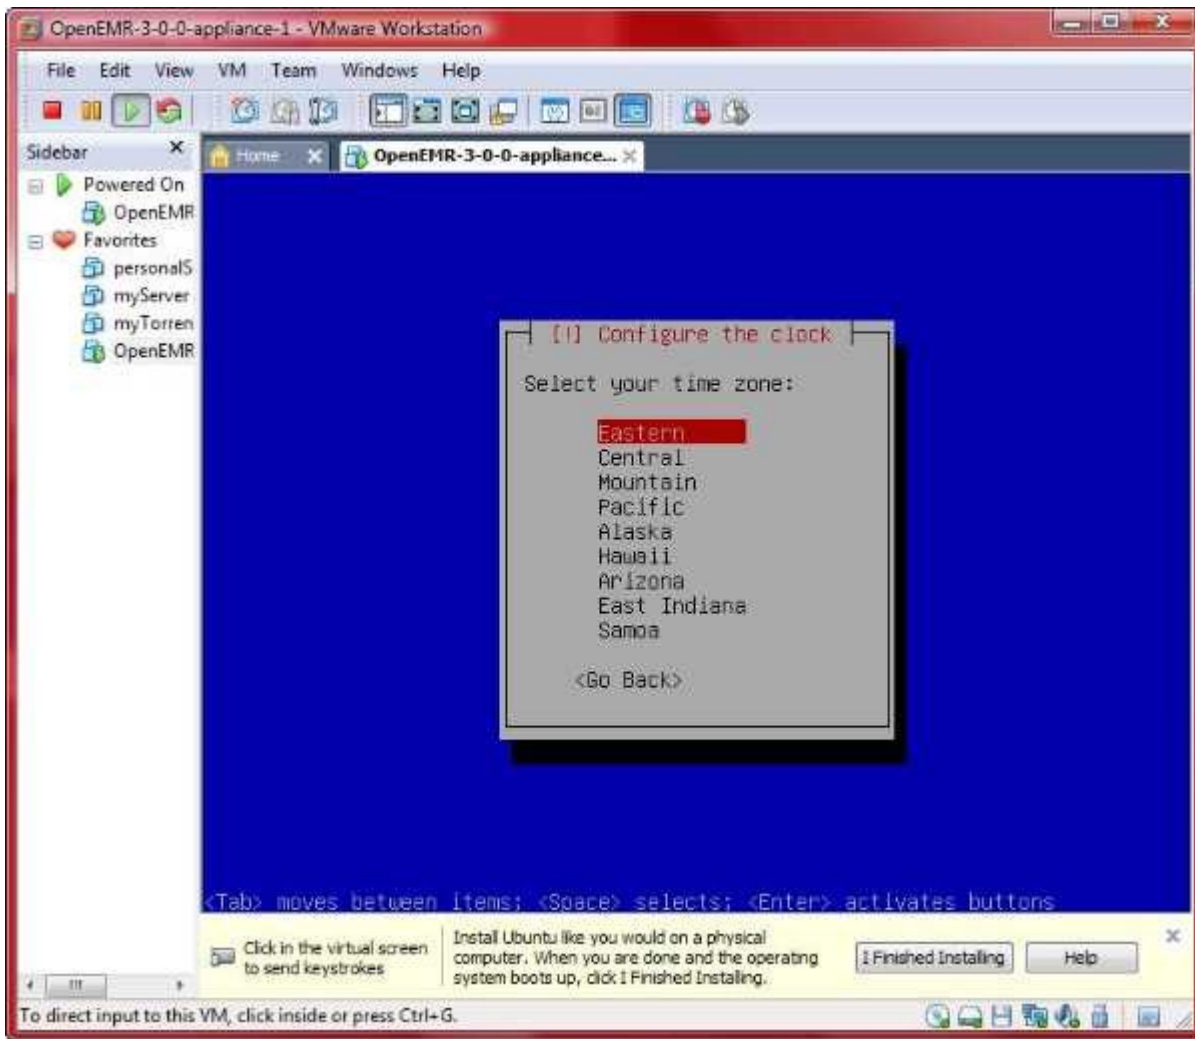 OpenEMR-3-0-0-appliance-1 - VMware Workstation
File Edit View VM Team Windows Help
Sidebar
Home
OpenEMR-3-0-0-appliance...
Powered On
OpenEMR
Favorites
personalS
myServer
myTorren
OpenEMR
[!] Configure the clock
Select your time zone:
Eastern
Central
Mountain
Pacific
Alaska
Hawaii
Arizona
East Indiana
Samoa
<Go Back>
<Tab> moves between items; <Space> selects; <Enter> activates buttons
Click in the virtual screen
to send keystrokes
Install Ubuntu like you would on a physical
computer. When you are done and the operating
system boots up, click I Finished Installing.
I Finished Installing
Help
To direct input to this VM, click inside or press Ctrl+G.